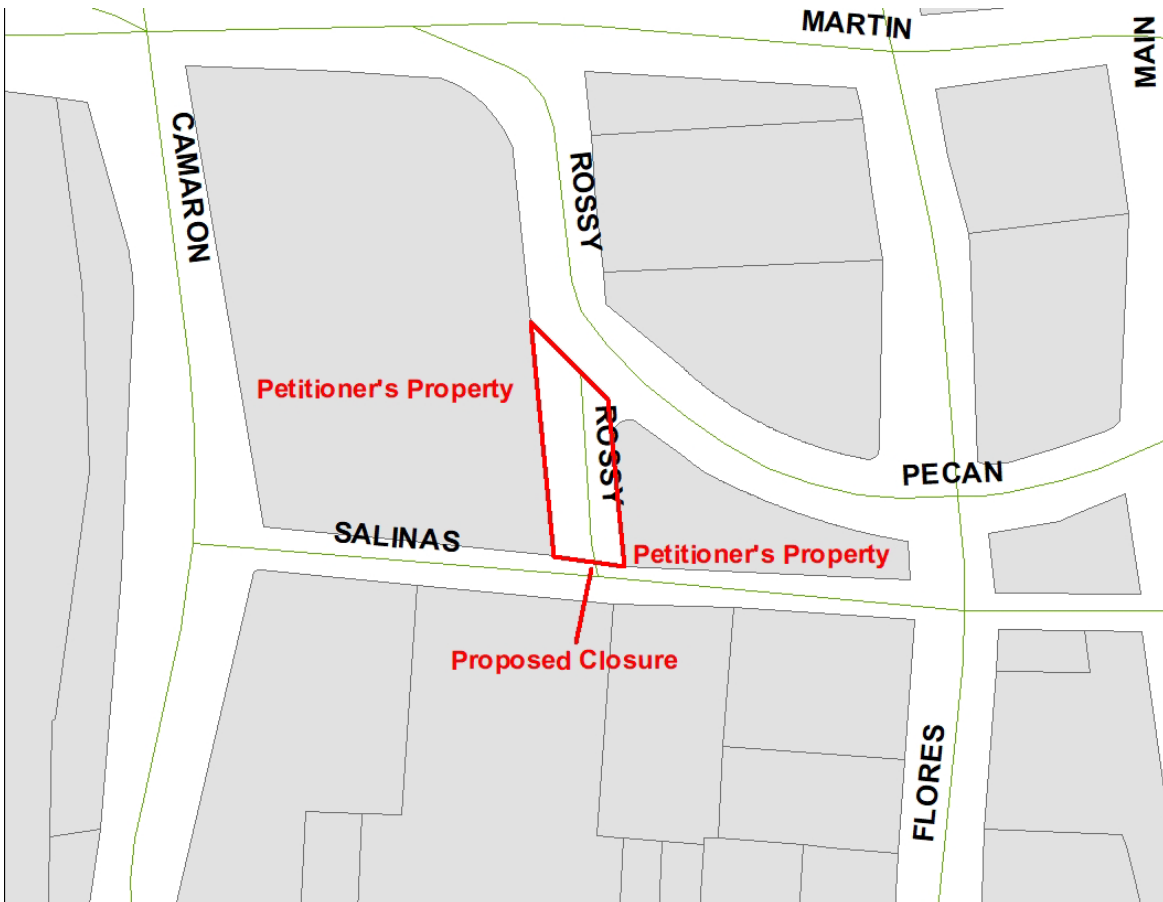 MARTIN
MAIN
CAMARON
ROSSY
Petitioner's Property
ROSSY
PECAN
SALINAS
Petitioner's Property
Proposed Closure
FLORES